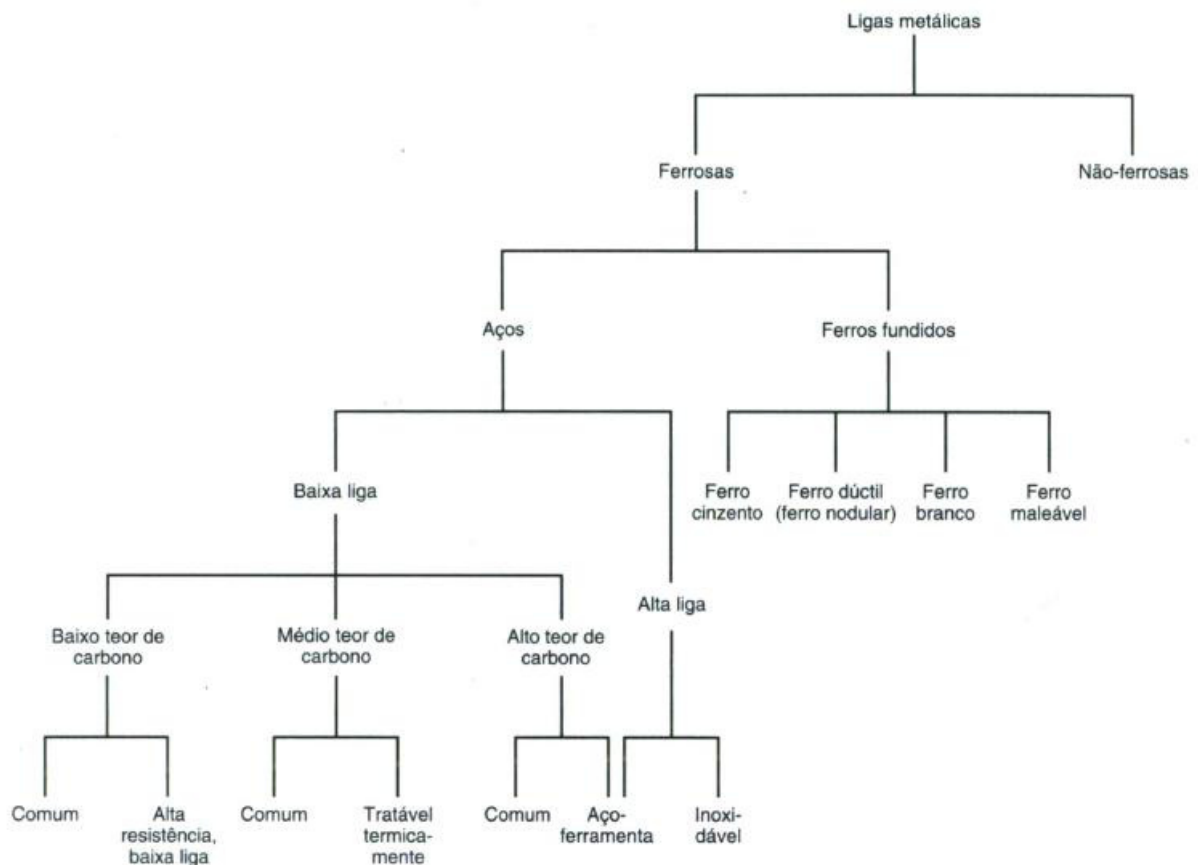 Ligas metálicas
Ferrosas
Não-ferrosas
Aços
Ferros fundidos
Baixa liga
Ferro
cinzento
Ferro dúctil
(ferro nodular)
Ferro
branco
Ferro
maleável
Alta liga
Baixo teor de
carbono
Médio teor de
carbono
Alto teor de
carbono
Comum
Alta
resistência,
baixa liga
Comum
Tratável
termica-
mente
Comum
Aço-
ferramenta
Inoxi-
dável